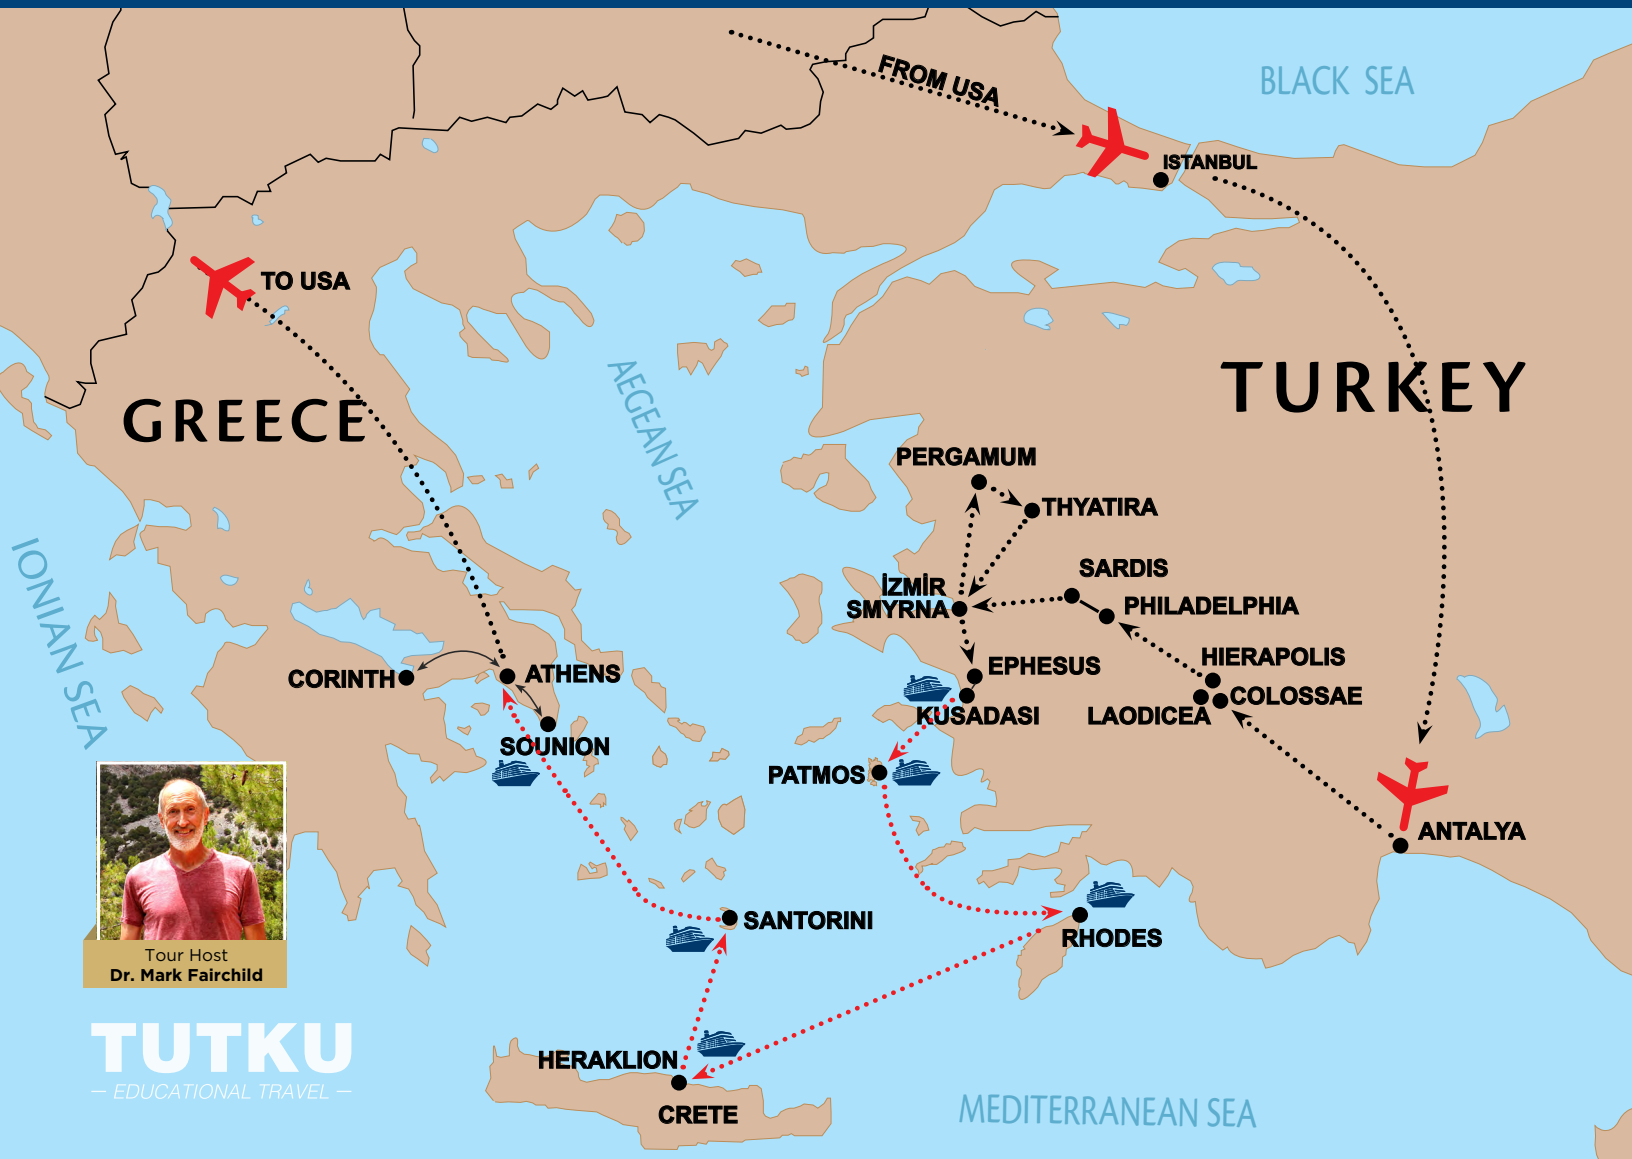 FROM USA
BLACK SEA
ISTANBUL
TO USA
GREECE
TURKEY
AEGEAN SEA
PERGAMUM
THYATIRA
IONIAN SEA
SARDIS
İZMİR
SMYRNA
PHILADELPHIA
HIERAPOLIS
EPHESUS
CORINTH
ATHENS
COLOSSAE
KUSADASI
LAODICEA
SOUNION
PATMOS
ANTALYA
SANTORINI
RHODES
Tour Host
Dr. Mark Fairchild
TUTKU
EDUCATIONAL TRAVEL
HERAKLION
CRETE
MEDITERRANEAN SEA